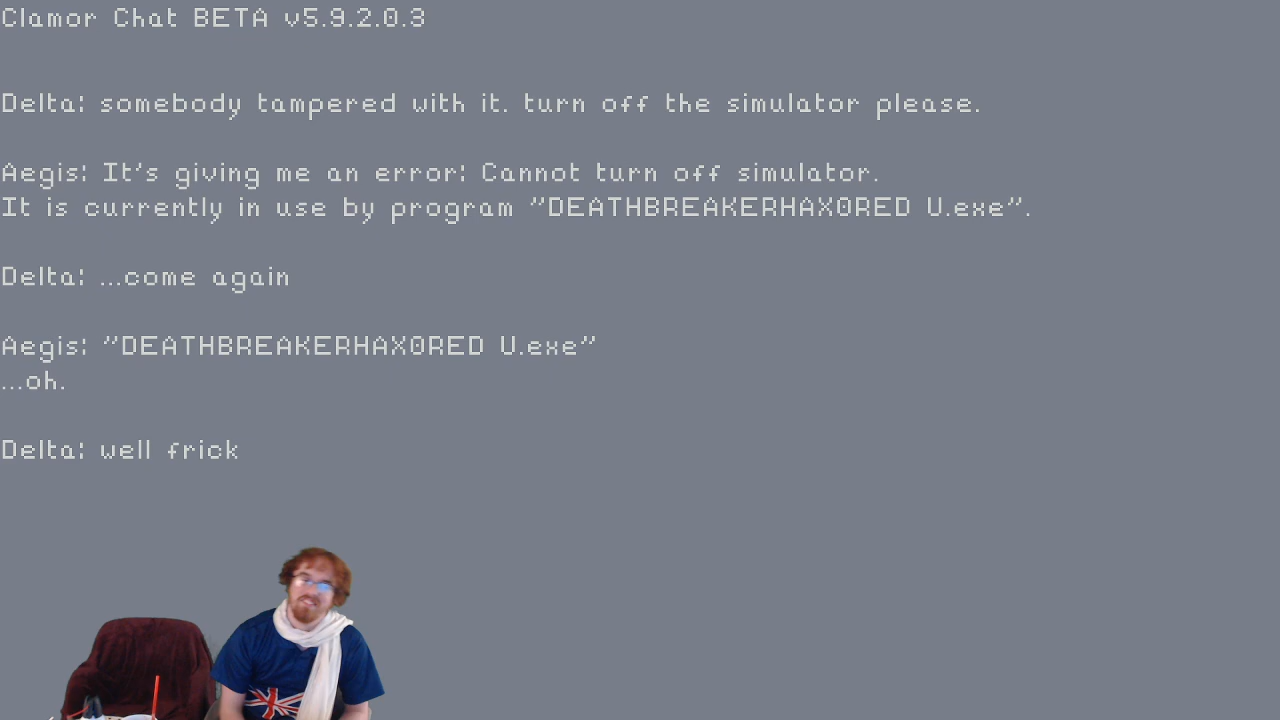 Clamor Chat BETA v5.9.2.0.3
Delta: somebody tampered with it. turn off the simulator please.
Aegis: It's giving me an error: Cannot turn off simulator.
It is currently in use by program "DEATHBREAKERHAX0RED U.exe".
Delta: ...come again
Aegis: "DEATHBREAKERHAX0RED U.exe"
...oh.
Delta: well frick